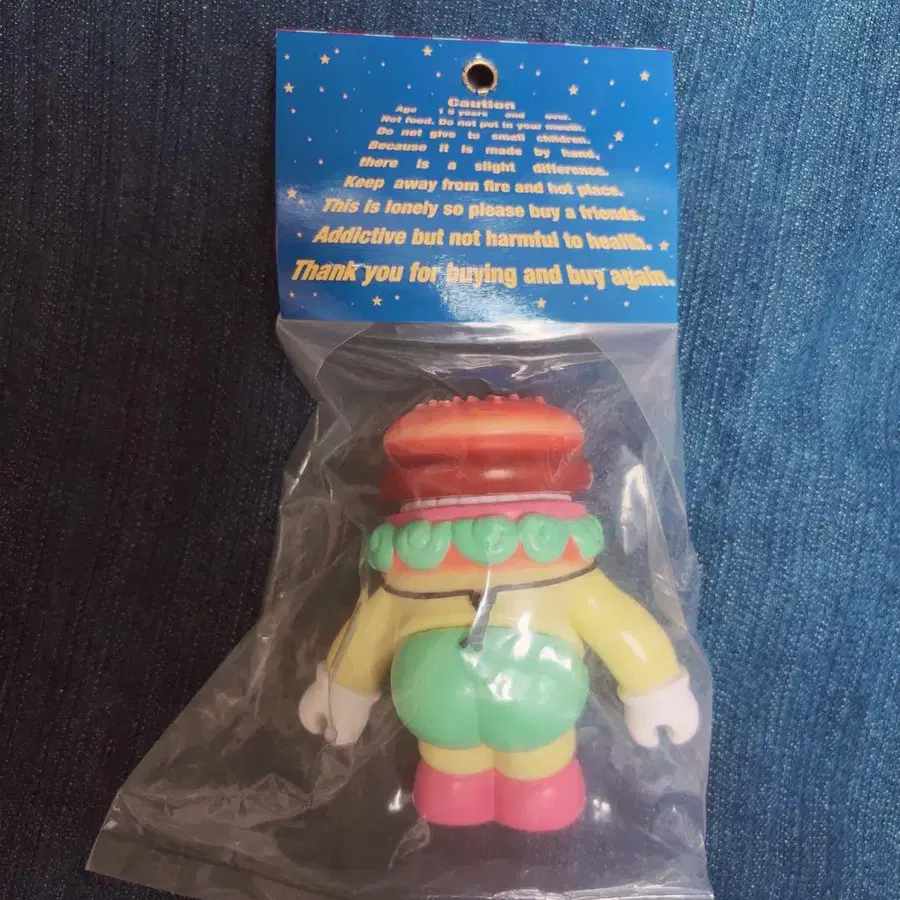 Caution
Age 15 years and over.
Not food. Do not put in your mouth.
Do not give to small children.
Because it is made by hand,
there is a slight difference.
Keep away from fire and hot place.
This is lonely so please buy a friends.
Addictive but not harmful to health.
Thank you for buying and buy again.